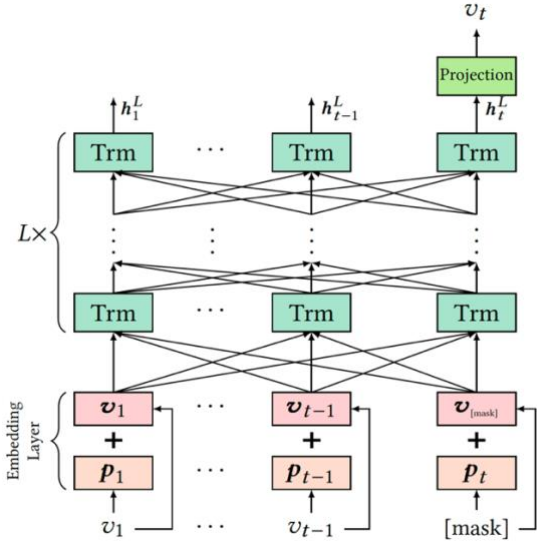 v_t
Projection
h_1^L h_{t-1}^L h_t^L
Trm ... Trm Trm
L×
Trm ... Trm Trm
Embedding
Layer
v_1 ... v_{t-1} v_[mask]
+ + +
p_1 ... p_{t-1} p_t
v_1 ... v_{t-1} [mask]